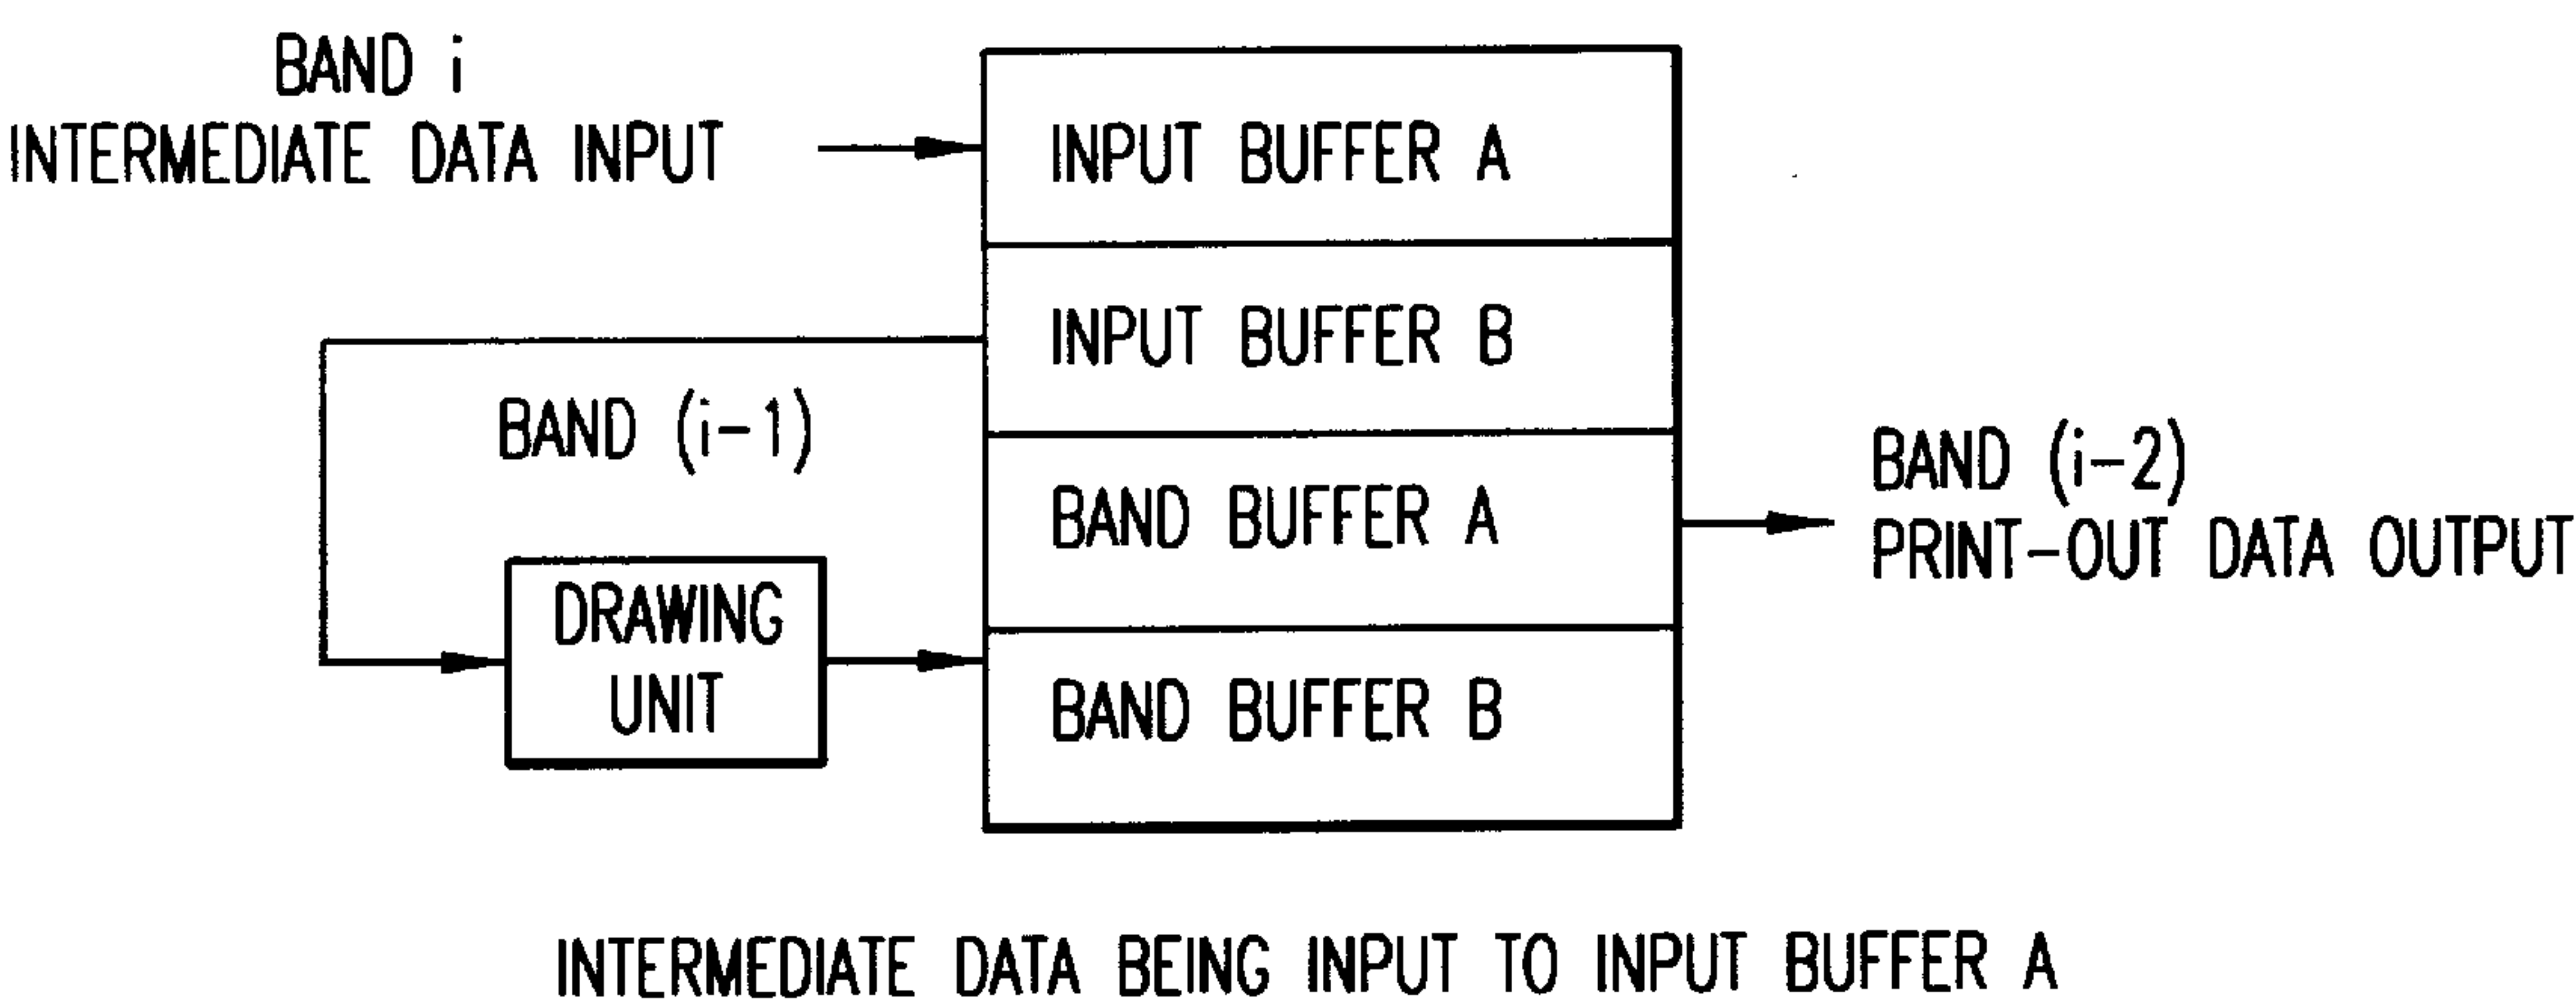 BAND i
INTERMEDIATE DATA INPUT
INPUT BUFFER A
INPUT BUFFER B
BAND (i-1)
BAND BUFFER A
BAND (i-2)
PRINT-OUT DATA OUTPUT
DRAWING
UNIT
BAND BUFFER B
INTERMEDIATE DATA BEING INPUT TO INPUT BUFFER A